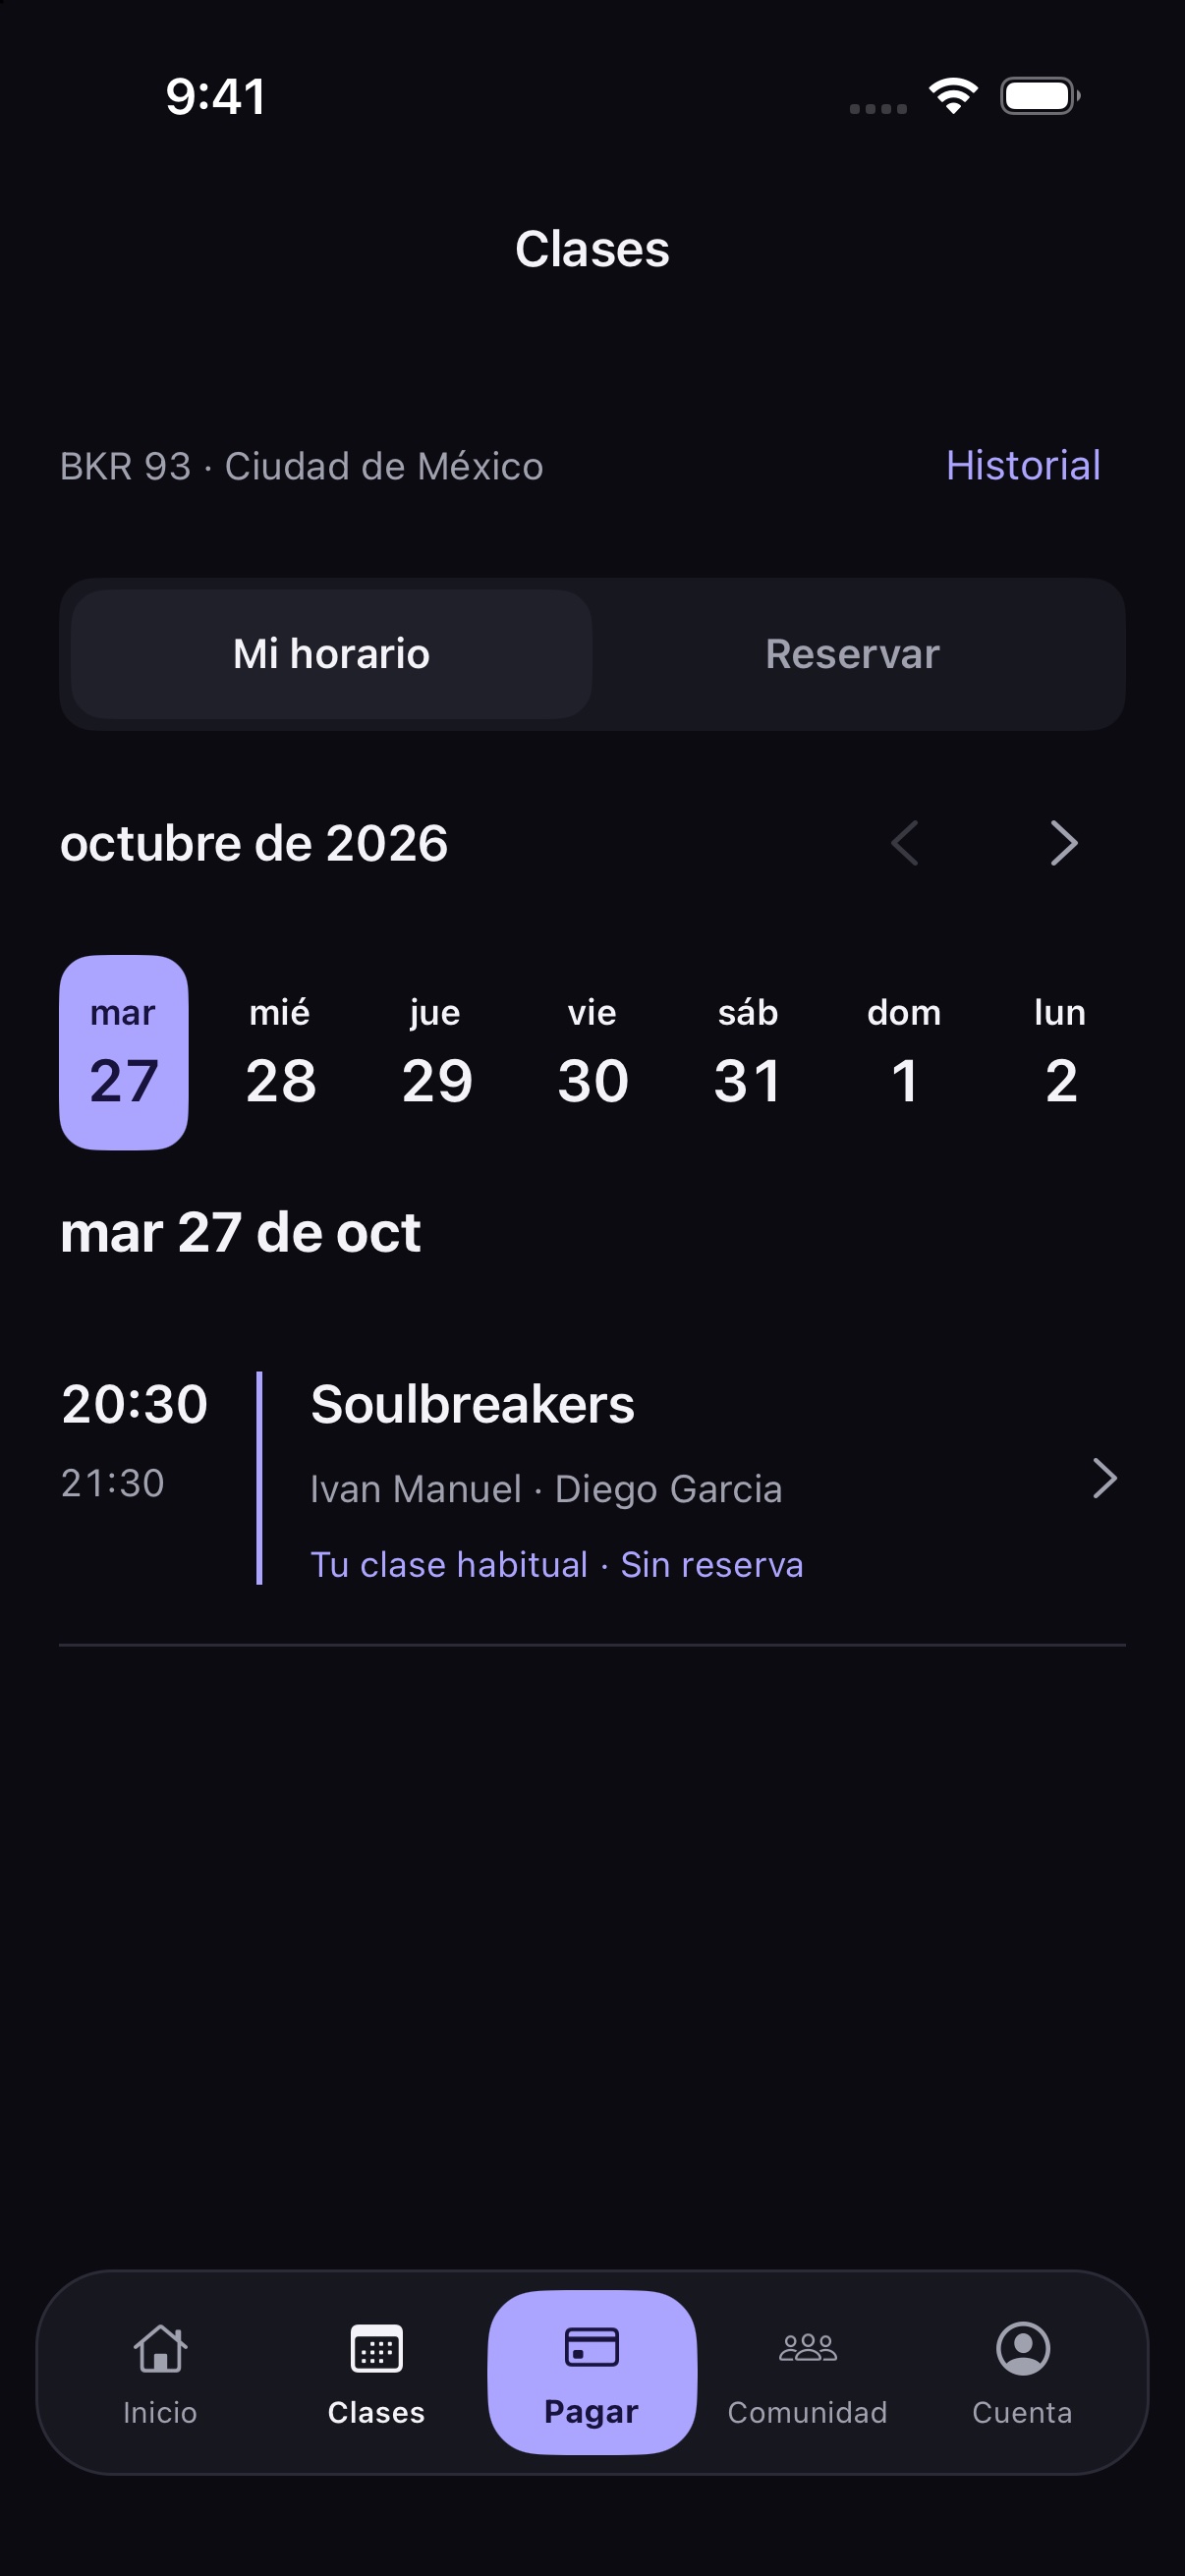 9:41
Clases
BKR 93 · Ciudad de México
Historial
Mi horario
Reservar
octubre de 2026
mar mié jue vie sáb dom lun
27 28 29 30 31 1 2
mar 27 de oct
20:30
Soulbreakers
21:30
Ivan Manuel · Diego Garcia
Tu clase habitual · Sin reserva
Inicio
Clases
Pagar
Comunidad
Cuenta